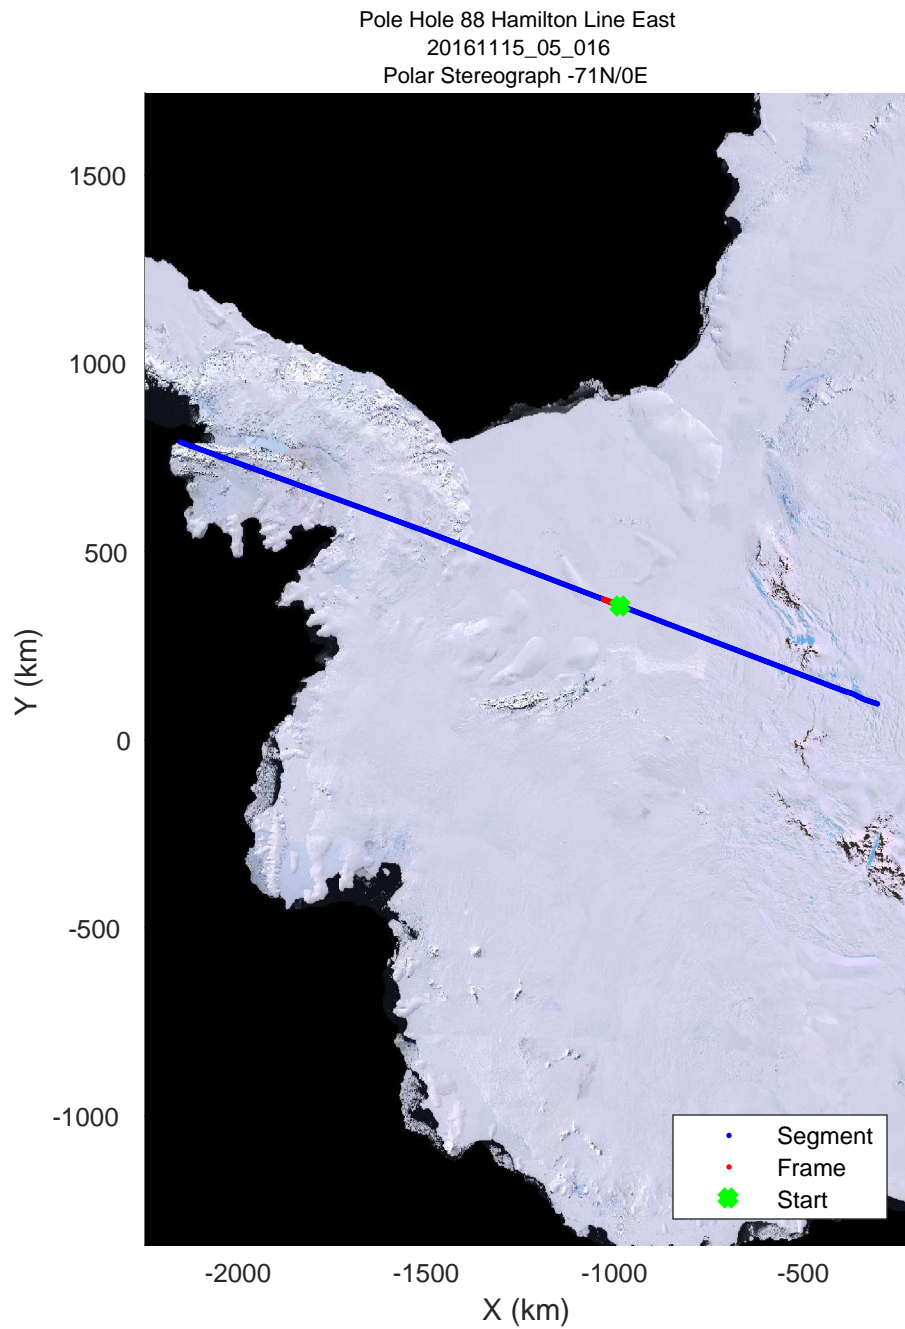 Pole Hole 88 Hamilton Line East
20161115_05_016
Polar Stereograph -71N/0E
1500
1000
500
0
-500
-1000
Y (km)
Segment
Frame
Start
-2000
-1500
-1000
-500
X (km)